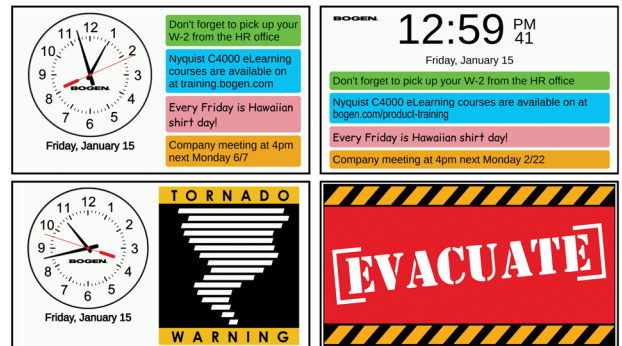 12
11
1
10
2
9
3
BOGEN
8
4
7
5
6
Friday, January 15
Don't forget to pick up your
W-2 from the HR office
Nyquist C4000 eLearning
courses are available on
at training.bogen.com
Every Friday is Hawaiian
shirt day!
Company meeting at 4pm
next Monday 6/7
BOGEN
12:59 PM
41
Friday, January 15
Don't forget to pick up your W-2 from the HR office
Nyquist C4000 eLearning courses are available on at
bogen.com/product-training
Every Friday is Hawaiian shirt day!
Company meeting at 4pm next Monday 2/22
12
11
1
10
2
9
3
BOGEN
8
4
7
5
6
Friday, January 15
TORNADO
WARNING
EVACUATE